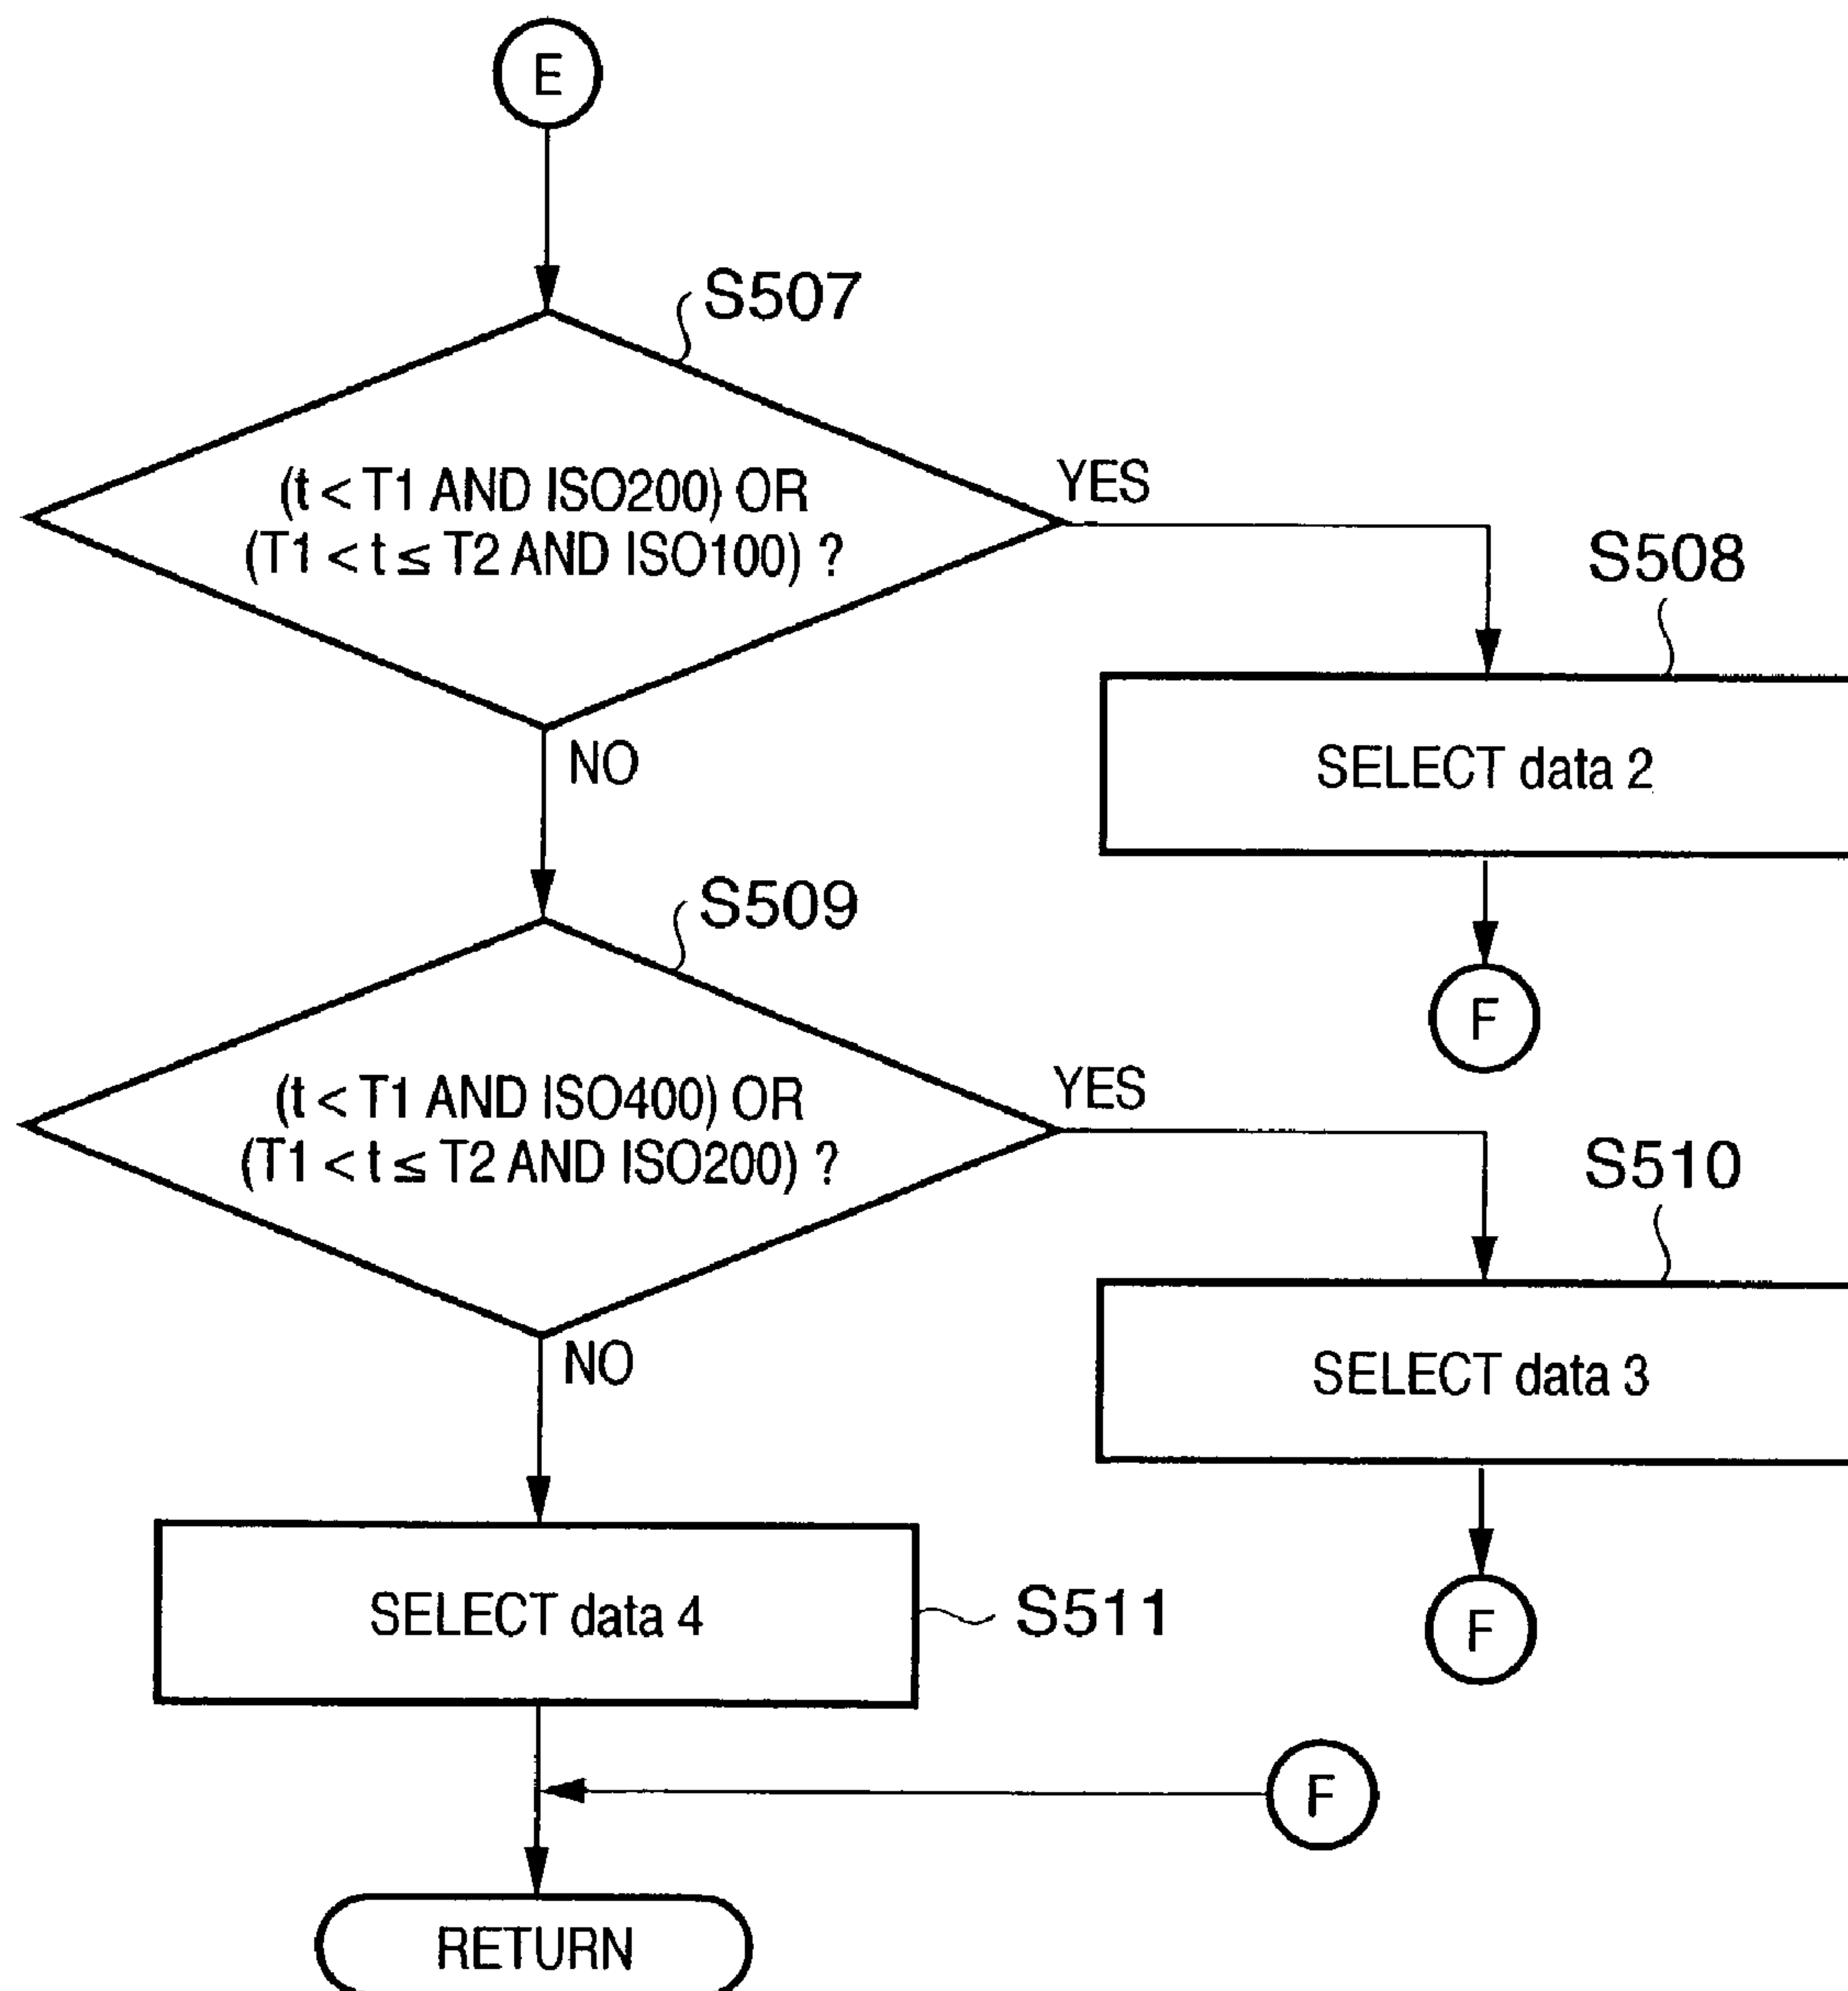 E
S507
(t < T1 AND ISO200) OR
(T1 < t ≤ T2 AND ISO100) ?
YES
NO
S508
SELECT data 2
F
S509
(t < T1 AND ISO400) OR
(T1 < t ≤ T2 AND ISO200) ?
YES
NO
S510
SELECT data 3
F
SELECT data 4
S511
F
RETURN